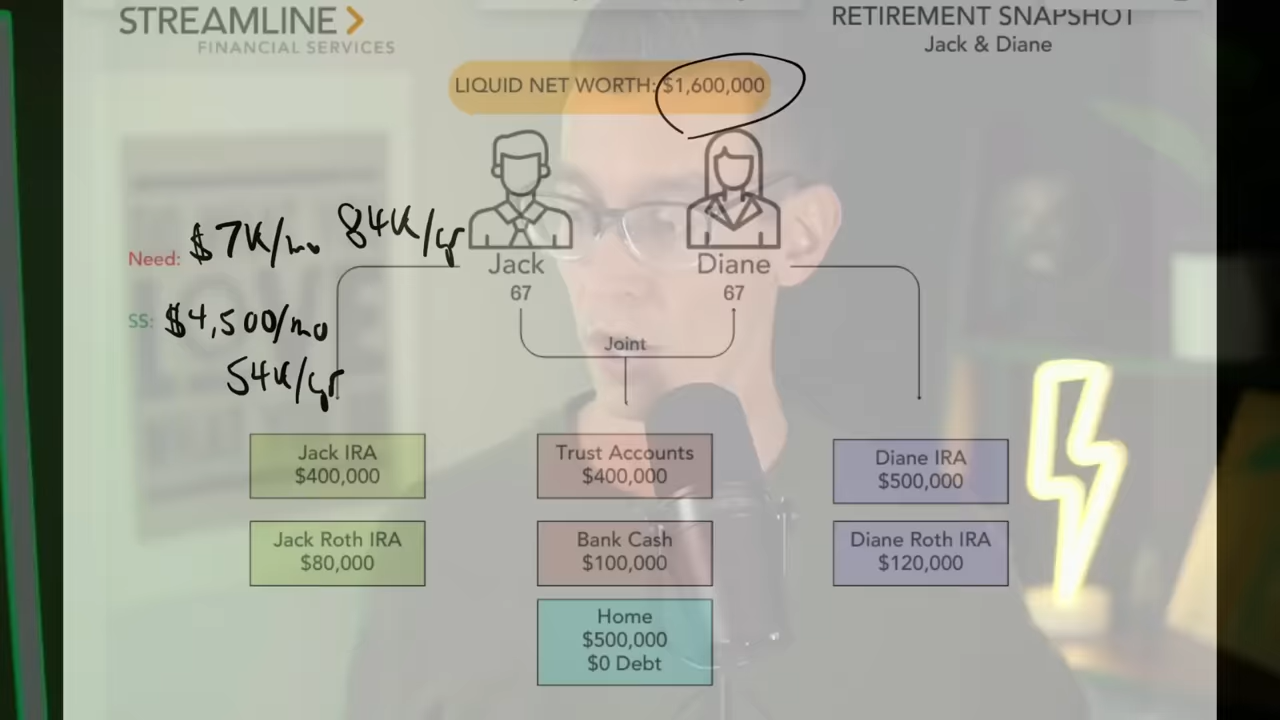 STREAMLINE
FINANCIAL SERVICES
RETIREMENT SNAPSHOT
Jack & Diane
LIQUID NET WORTH: $1,600,000
Need: $7K/mo 84K/yr
SS: $4,500/mo
54K/yr
Jack
67
Diane
67
Joint
Jack IRA
$400,000
Jack Roth IRA
$80,000
Trust Accounts
$400,000
Bank Cash
$100,000
Home
$500,000
$0 Debt
Diane IRA
$500,000
Diane Roth IRA
$120,000